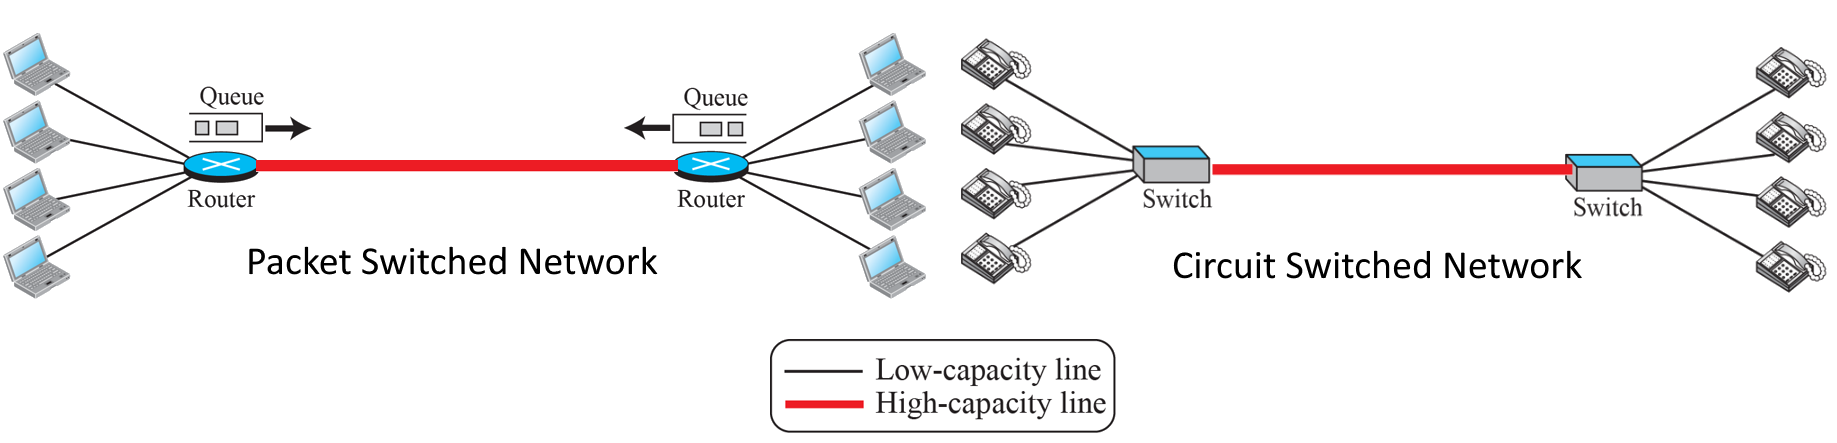 Queue
Router
Queue
Router
Packet Switched Network
Switch
Switch
Circuit Switched Network
Low-capacity line
High-capacity line